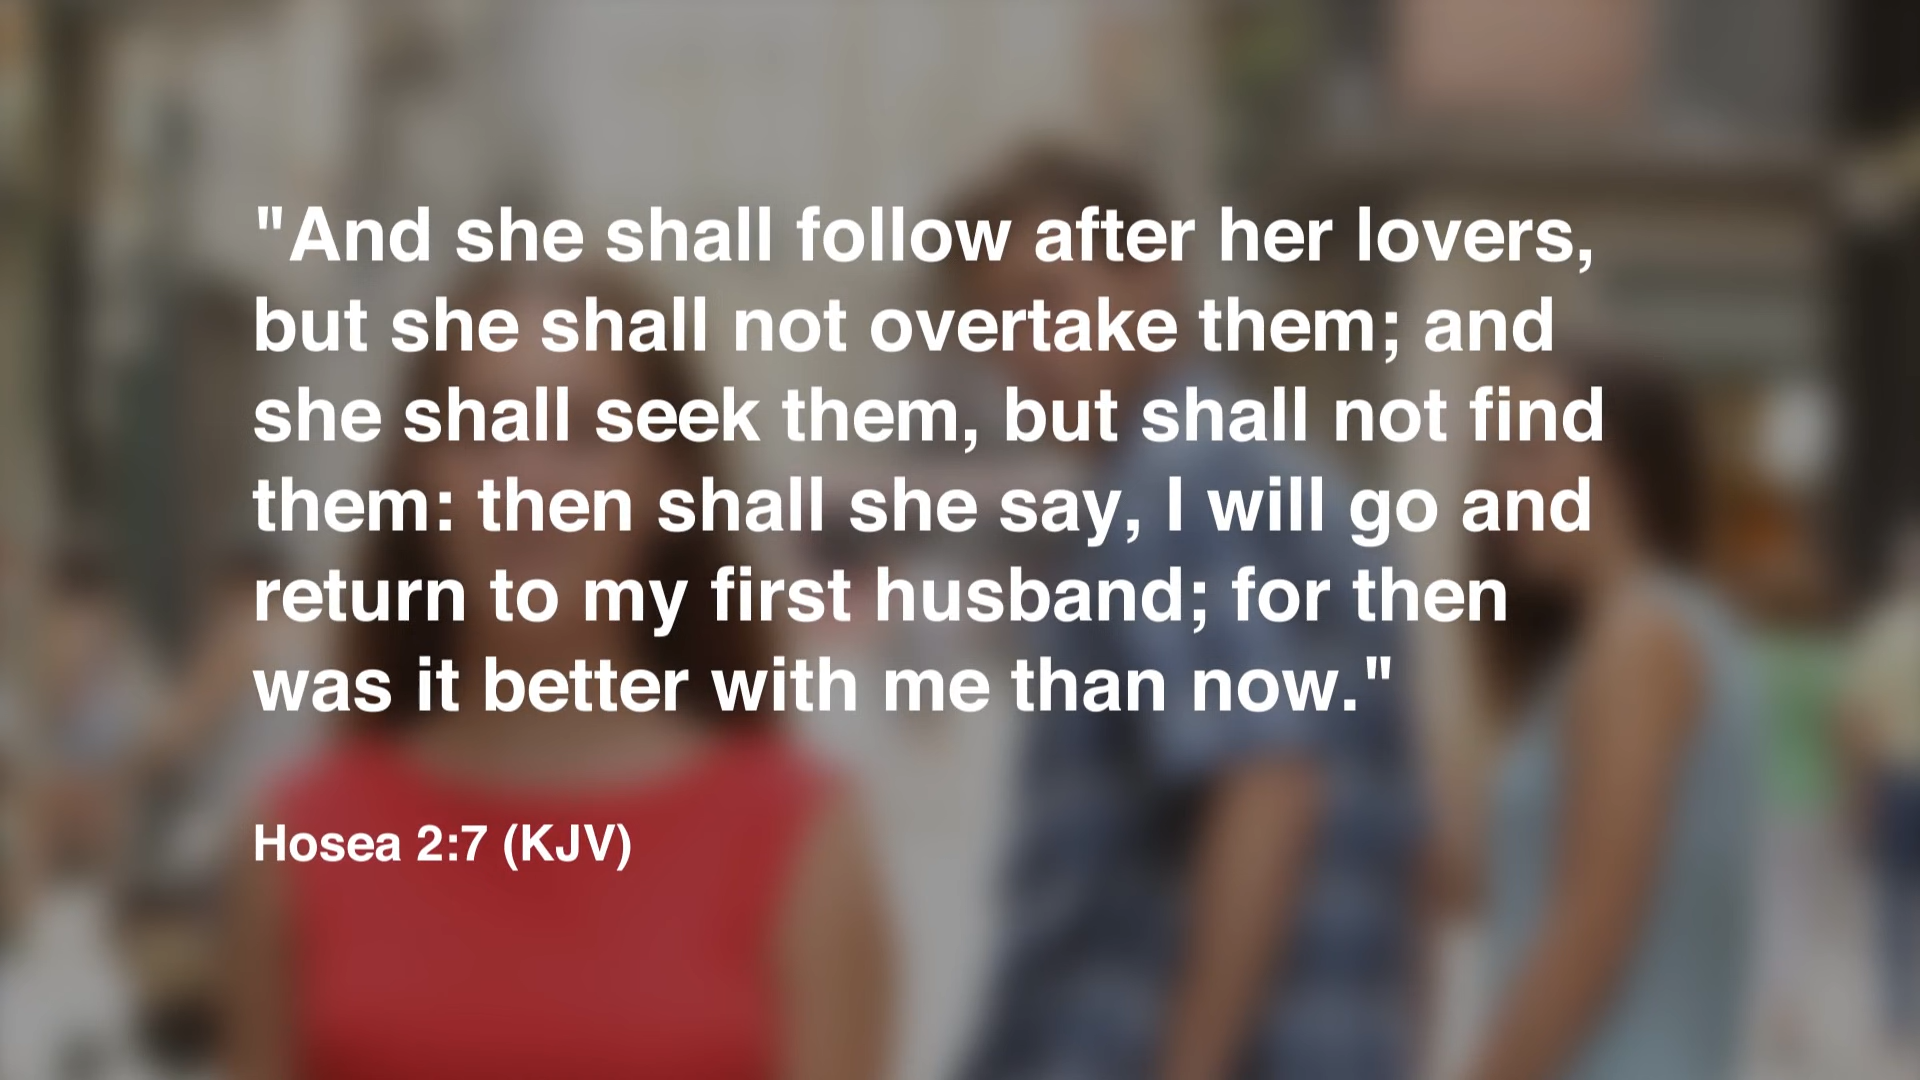 "And she shall follow after her lovers,
but she shall not overtake them; and
she shall seek them, but shall not find
them: then shall she say, I will go and
return to my first husband; for then
was it better with me than now."
Hosea 2:7 (KJV)